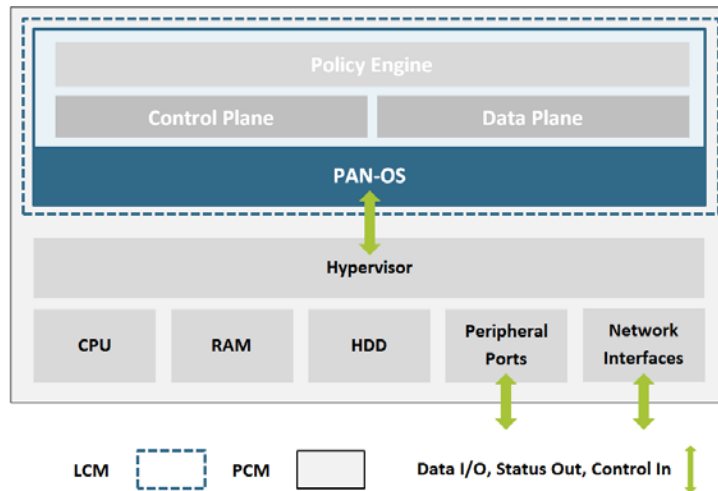 Policy Engine
Control Plane
Data Plane
PAN-OS
Hypervisor
CPU
RAM
HDD
Peripheral
Ports
Network
Interfaces
LCM
PCM
Data I/O, Status Out, Control In